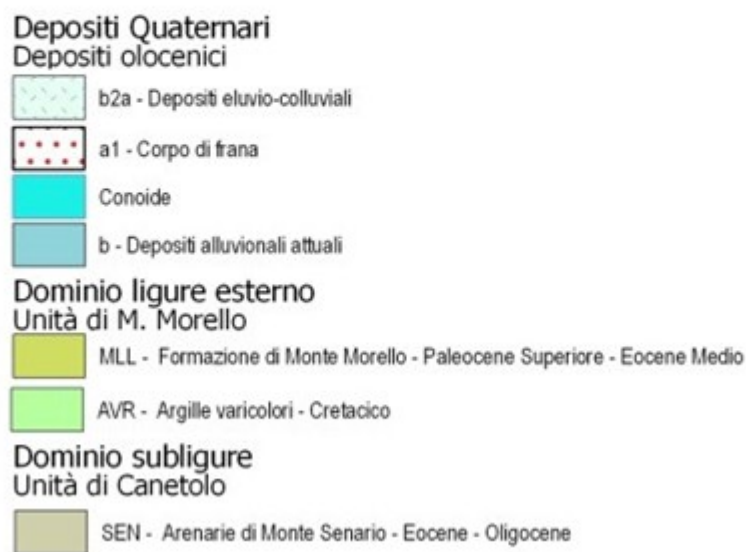 Depositi Quaternari
Depositi olocenici
b2a - Depositi eluvio-colluviali
a1 - Corpo di frana
Conoide
b - Depositi alluvionali attuali
Dominio ligure esterno
Unità di M. Morello
MLL - Formazione di Monte Morello - Paleocene Superiore - Eocene Medio
AVR - Argille varicolori - Cretacico
Dominio subligure
Unità di Canetolo
SEN - Arenarie di Monte Senario - Eocene - Oligocene